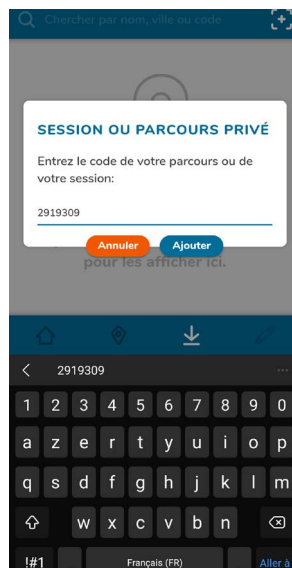 Chercher par nom, ville ou code
SESSION OU PARCOURS PRIVÉ
Entrez le code de votre parcours ou de
votre session:
2919309
Annuler Ajouter
pour les afficher ici.
2919309
1 2 3 4 5 6 7 8 9 0
a z e r t y u i o p
q s d f g h j k l m
w x c v b n
!#1 Français (FR) Aller à